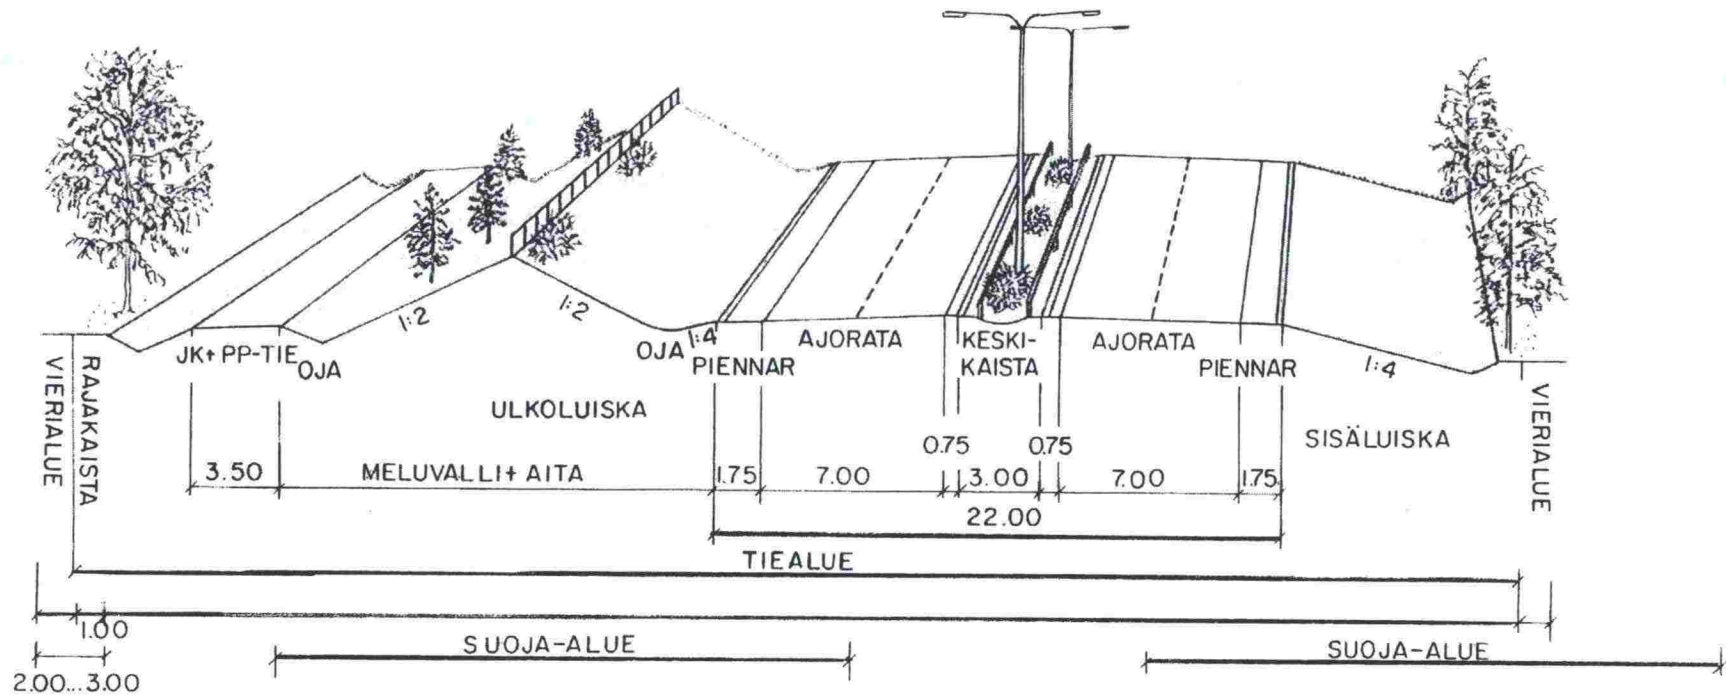 1:2
1:2
1:4
1:4
JK+ PP-TIE
OJA
OJA
PIENNAR
AJORATA
KESKI-
KAISTA
AJORATA
PIENNAR
VIERIALUE
RAJAKAISTA
ULKOLUISKA
SISÄLUISKA
VIERIALUE
0.75
0.75
3.50
MELUVALLI+ AITA
1.75
7.00
3.00
7.00
1.75
22.00
TIEALUE
1.00
SUOJA-ALUE
SUOJA-ALUE
2.00...3.00